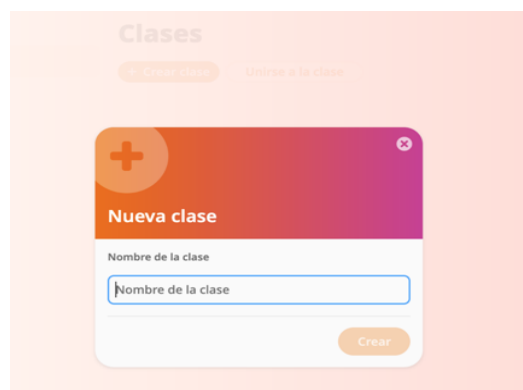 Clases
+ Crear clase
Unirse a la clase
Nueva clase
Nombre de la clase
Nombre de la clase
Crear